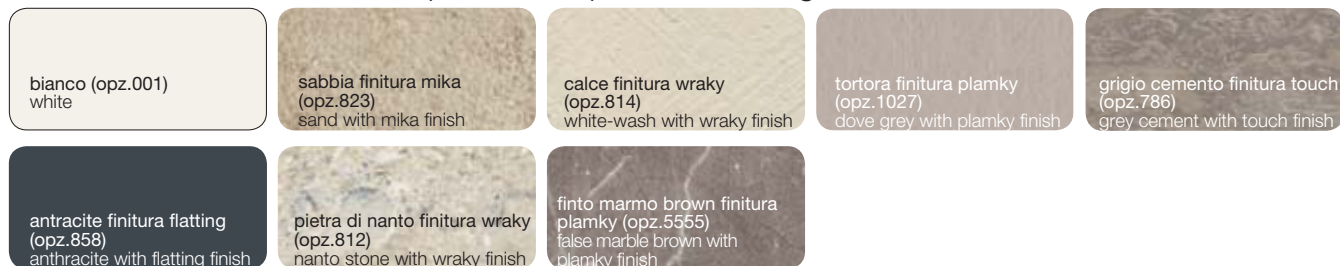 bianco (opz.001)
white
sabbia finitura mika
(opz.823)
sand with mika finish
calce finitura wraky
(opz.814)
white-wash with wraky finish
tortora finitura plamky
(opz.1027)
dove grey with plamky finish
grigio cemento finitura touch
(opz.786)
grey cement with touch finish
antracite finitura flatting
(opz.858)
anthracite with flatting finish
pietra di nanto finitura wraky
(opz.812)
nanto stone with wraky finish
finto marmo brown finitura
plamky (opz.5555)
false marble brown with
plamky finish